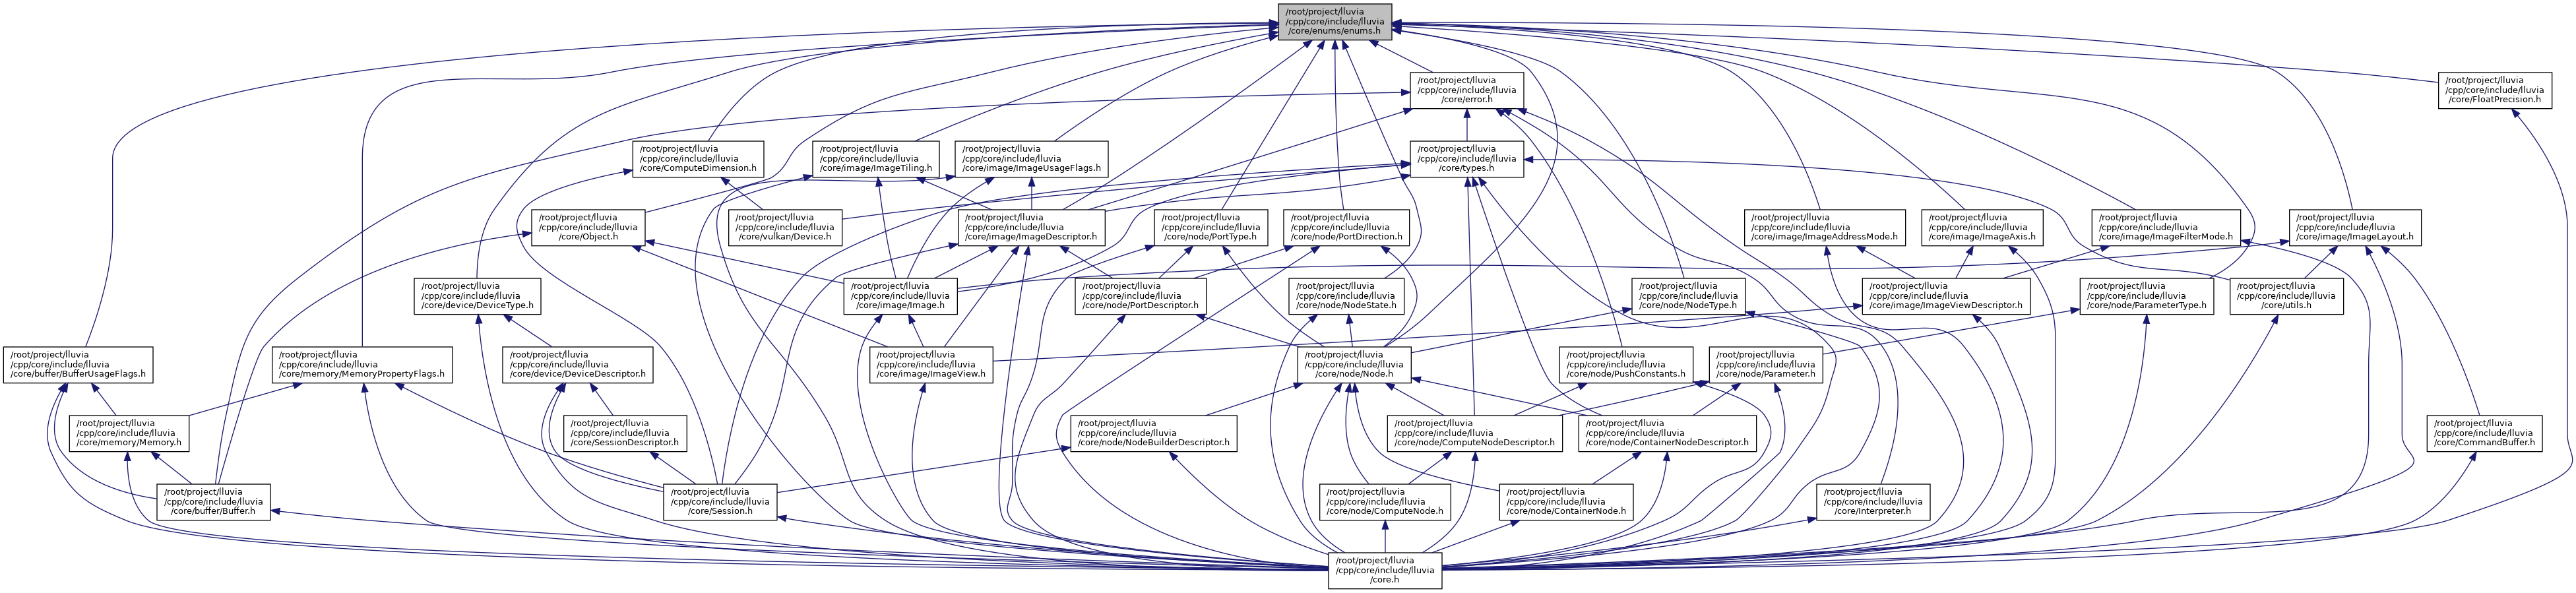 /root/project/lluvia
/cpp/core/include/lluvia
/core/enums/enums.h
/root/project/lluvia
/cpp/core/include/lluvia
/core/error.h
/root/project/lluvia
/cpp/core/include/lluvia
/core/FloatPrecision.h
/root/project/lluvia
/cpp/core/include/lluvia
/core/ComputeDimension.h
/root/project/lluvia
/cpp/core/include/lluvia
/core/image/ImageTiling.h
/root/project/lluvia
/cpp/core/include/lluvia
/core/image/ImageUsageFlags.h
/root/project/lluvia
/cpp/core/include/lluvia
/core/types.h
/root/project/lluvia
/cpp/core/include/lluvia
/core/Object.h
/root/project/lluvia
/cpp/core/include/lluvia
/core/vulkan/Device.h
/root/project/lluvia
/cpp/core/include/lluvia
/core/image/ImageDescriptor.h
/root/project/lluvia
/cpp/core/include/lluvia
/core/node/PortType.h
/root/project/lluvia
/cpp/core/include/lluvia
/core/node/PortDirection.h
/root/project/lluvia
/cpp/core/include/lluvia
/core/image/ImageAddressMode.h
/root/project/lluvia
/cpp/core/include/lluvia
/core/image/ImageAxis.h
/root/project/lluvia
/cpp/core/include/lluvia
/core/image/ImageFilterMode.h
/root/project/lluvia
/cpp/core/include/lluvia
/core/image/ImageLayout.h
/root/project/lluvia
/cpp/core/include/lluvia
/core/device/DeviceType.h
/root/project/lluvia
/cpp/core/include/lluvia
/core/image/Image.h
/root/project/lluvia
/cpp/core/include/lluvia
/core/node/PortDescriptor.h
/root/project/lluvia
/cpp/core/include/lluvia
/core/node/NodeState.h
/root/project/lluvia
/cpp/core/include/lluvia
/core/node/NodeType.h
/root/project/lluvia
/cpp/core/include/lluvia
/core/image/ImageViewDescriptor.h
/root/project/lluvia
/cpp/core/include/lluvia
/core/node/ParameterType.h
/root/project/lluvia
/cpp/core/include/lluvia
/core/utils.h
/root/project/lluvia
/cpp/core/include/lluvia
/core/buffer/BufferUsageFlags.h
/root/project/lluvia
/cpp/core/include/lluvia
/core/memory/MemoryPropertyFlags.h
/root/project/lluvia
/cpp/core/include/lluvia
/core/device/DeviceDescriptor.h
/root/project/lluvia
/cpp/core/include/lluvia
/core/image/ImageView.h
/root/project/lluvia
/cpp/core/include/lluvia
/core/node/Node.h
/root/project/lluvia
/cpp/core/include/lluvia
/core/node/PushConstants.h
/root/project/lluvia
/cpp/core/include/lluvia
/core/node/Parameter.h
/root/project/lluvia
/cpp/core/include/lluvia
/core/memory/Memory.h
/root/project/lluvia
/cpp/core/include/lluvia
/core/SessionDescriptor.h
/root/project/lluvia
/cpp/core/include/lluvia
/core/node/NodeBuilderDescriptor.h
/root/project/lluvia
/cpp/core/include/lluvia
/core/node/ComputeNodeDescriptor.h
/root/project/lluvia
/cpp/core/include/lluvia
/core/node/ContainerNodeDescriptor.h
/root/project/lluvia
/cpp/core/include/lluvia
/core/CommandBuffer.h
/root/project/lluvia
/cpp/core/include/lluvia
/core/buffer/Buffer.h
/root/project/lluvia
/cpp/core/include/lluvia
/core/Session.h
/root/project/lluvia
/cpp/core/include/lluvia
/core/node/ComputeNode.h
/root/project/lluvia
/cpp/core/include/lluvia
/core/node/ContainerNode.h
/root/project/lluvia
/cpp/core/include/lluvia
/core/Interpreter.h
/root/project/lluvia
/cpp/core/include/lluvia
/core.h